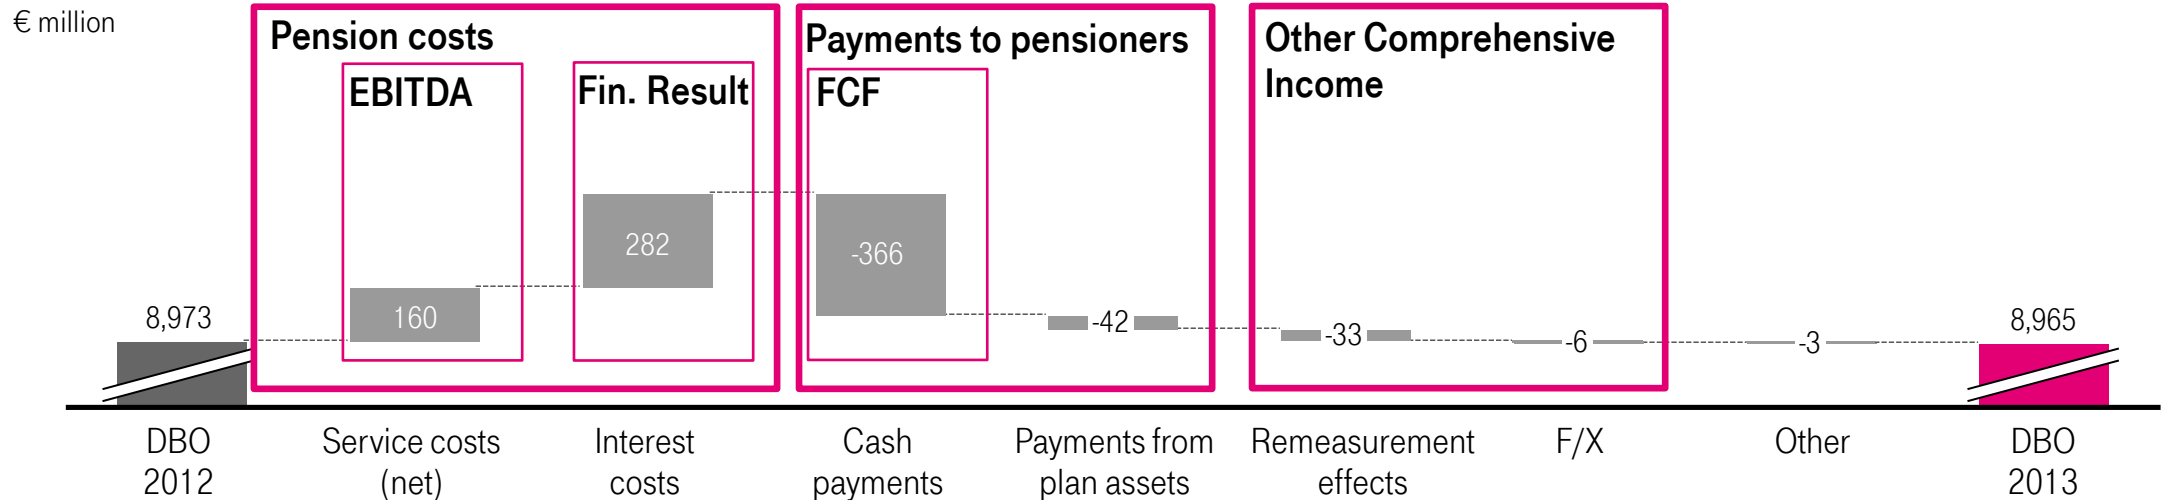 € million
Pension costs
EBITDA
Fin. Result
Payments to pensioners
FCF
Other Comprehensive
Income
8,973
160
282
-366
-42
-33
-6
-3
8,965
DBO
2012
Service costs
(net)
Interest
costs
Cash
payments
Payments from
plan assets
Remeasurement
effects
F/X
Other
DBO
2013